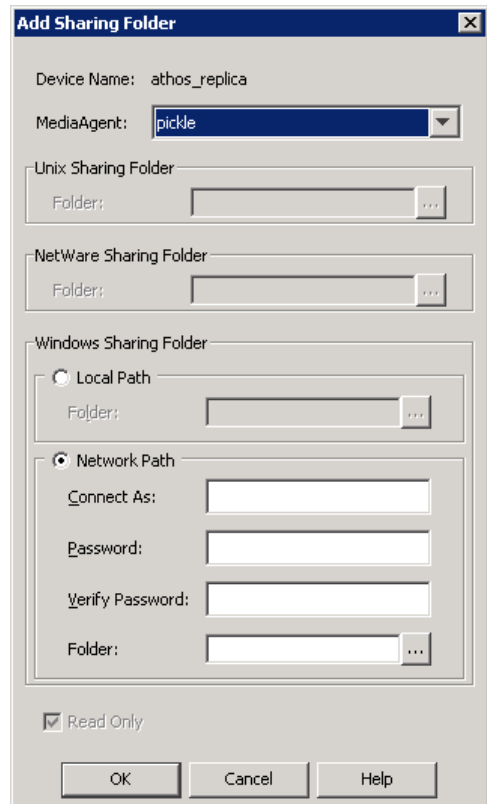 Add Sharing Folder
Device Name: athos_replica
MediaAgent: pickle
Unix Sharing Folder
Folder: ...
NetWare Sharing Folder
Folder: ...
Windows Sharing Folder
Local Path
Folder: ...
Network Path
Connect As:
Password:
Verify Password:
Folder: ...
Read Only
OK Cancel Help